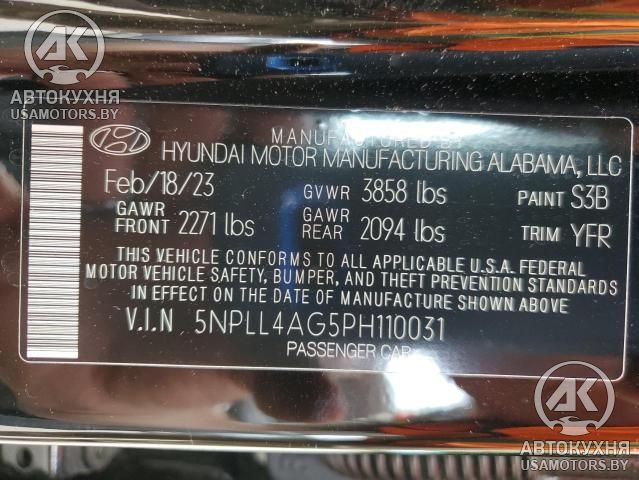 AK
АВТОКУХНЯ
USAMOTORS.BY
MANUFACTURED BY
HYUNDAI MOTOR MANUFACTURING ALABAMA, LLC
Feb/18/23 GVWR 3858 lbs PAINT S3B
GAWR FRONT 2271 lbs GAWR REAR 2094 lbs TRIM YFR
THIS VEHICLE CONFORMS TO ALL APPLICABLE U.S.A. FEDERAL
MOTOR VEHICLE SAFETY, BUMPER, AND THEFT PREVENTION STANDARDS
IN EFFECT ON THE DATE OF MANUFACTURE SHOWN ABOVE
V.I.N 5NPLL4AG5PH110031
PASSENGER CAR
AK
АВТОКУХНЯ
USAMOTORS.BY